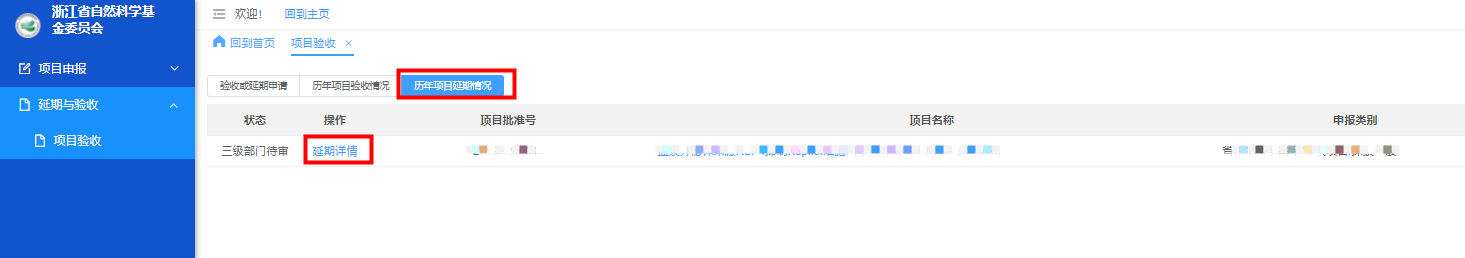 浙江省自然科学基
金委员会
欢迎！ 回到主页
项目申报
回到首页 项目验收 ×
延期与验收
验收或延期申请 历年项目验收情况 历年项目延期情况
项目验收
状态 操作 项目批准号 项目名称 申报类别
三级部门待审 延期详情 省